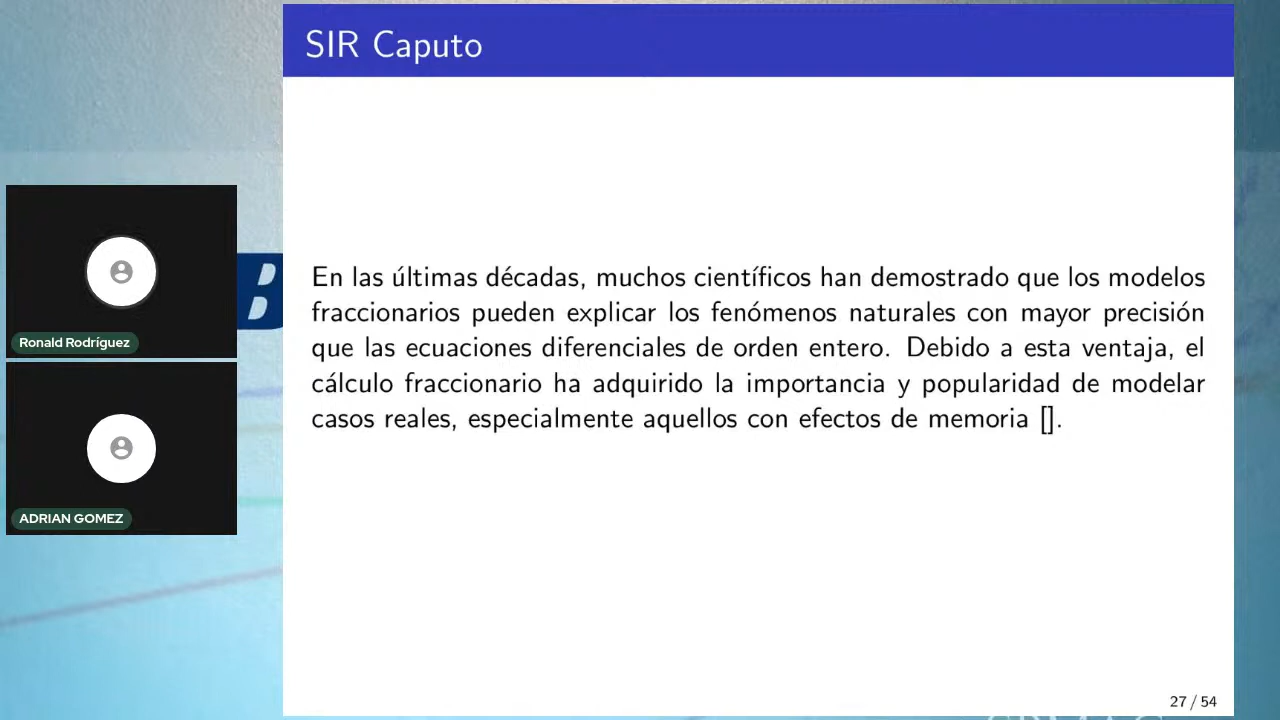 SIR Caputo
En las últimas décadas, muchos científicos han demostrado que los modelos
fraccionarios pueden explicar los fenómenos naturales con mayor precisión
que las ecuaciones diferenciales de orden entero. Debido a esta ventaja, el
cálculo fraccionario ha adquirido la importancia y popularidad de modelar
casos reales, especialmente aquellos con efectos de memoria [].
Ronald Rodríguez
ADRIAN GOMEZ
27 / 54